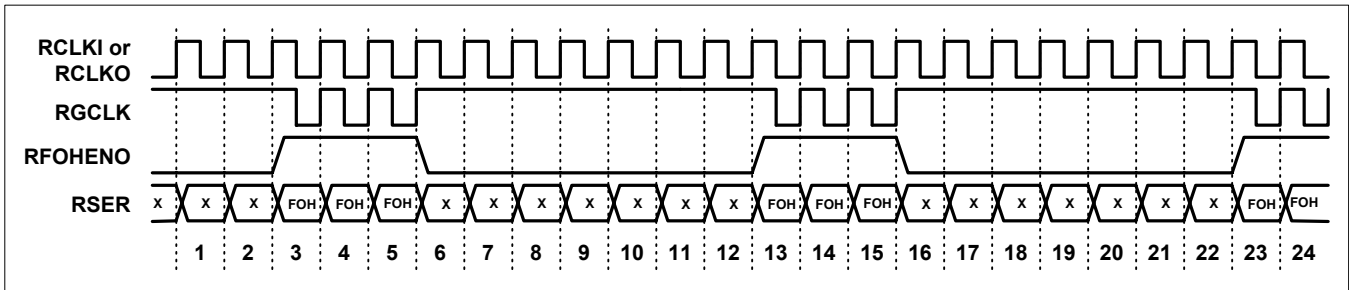 RCLKI or
RCLKO
RGCLK
RFOHENO
RSER X X X FOH FOH FOH X X X X X X X FOH FOH FOH X X X X X X X FOH FOH
1 2 3 4 5 6 7 8 9 10 11 12 13 14 15 16 17 18 19 20 21 22 23 24